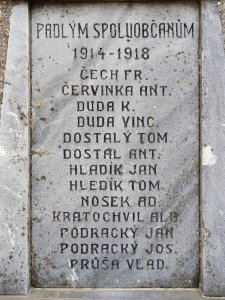 PADLÝM SPOLUOBČANŮM
1914-1918
ČECH FR.
ČERVINKA ANT.
DUDA K.
DUDA VINC.
DOSTALÝ TOM.
DOSTAL ANT.
HLADÍK JAN
HLEDÍK TOM.
NOSEK AD.
KRATOCHVIL ALB.
PODRACKÝ JAN
PODRACKÝ JOS.
PRŮŠA VLAD.